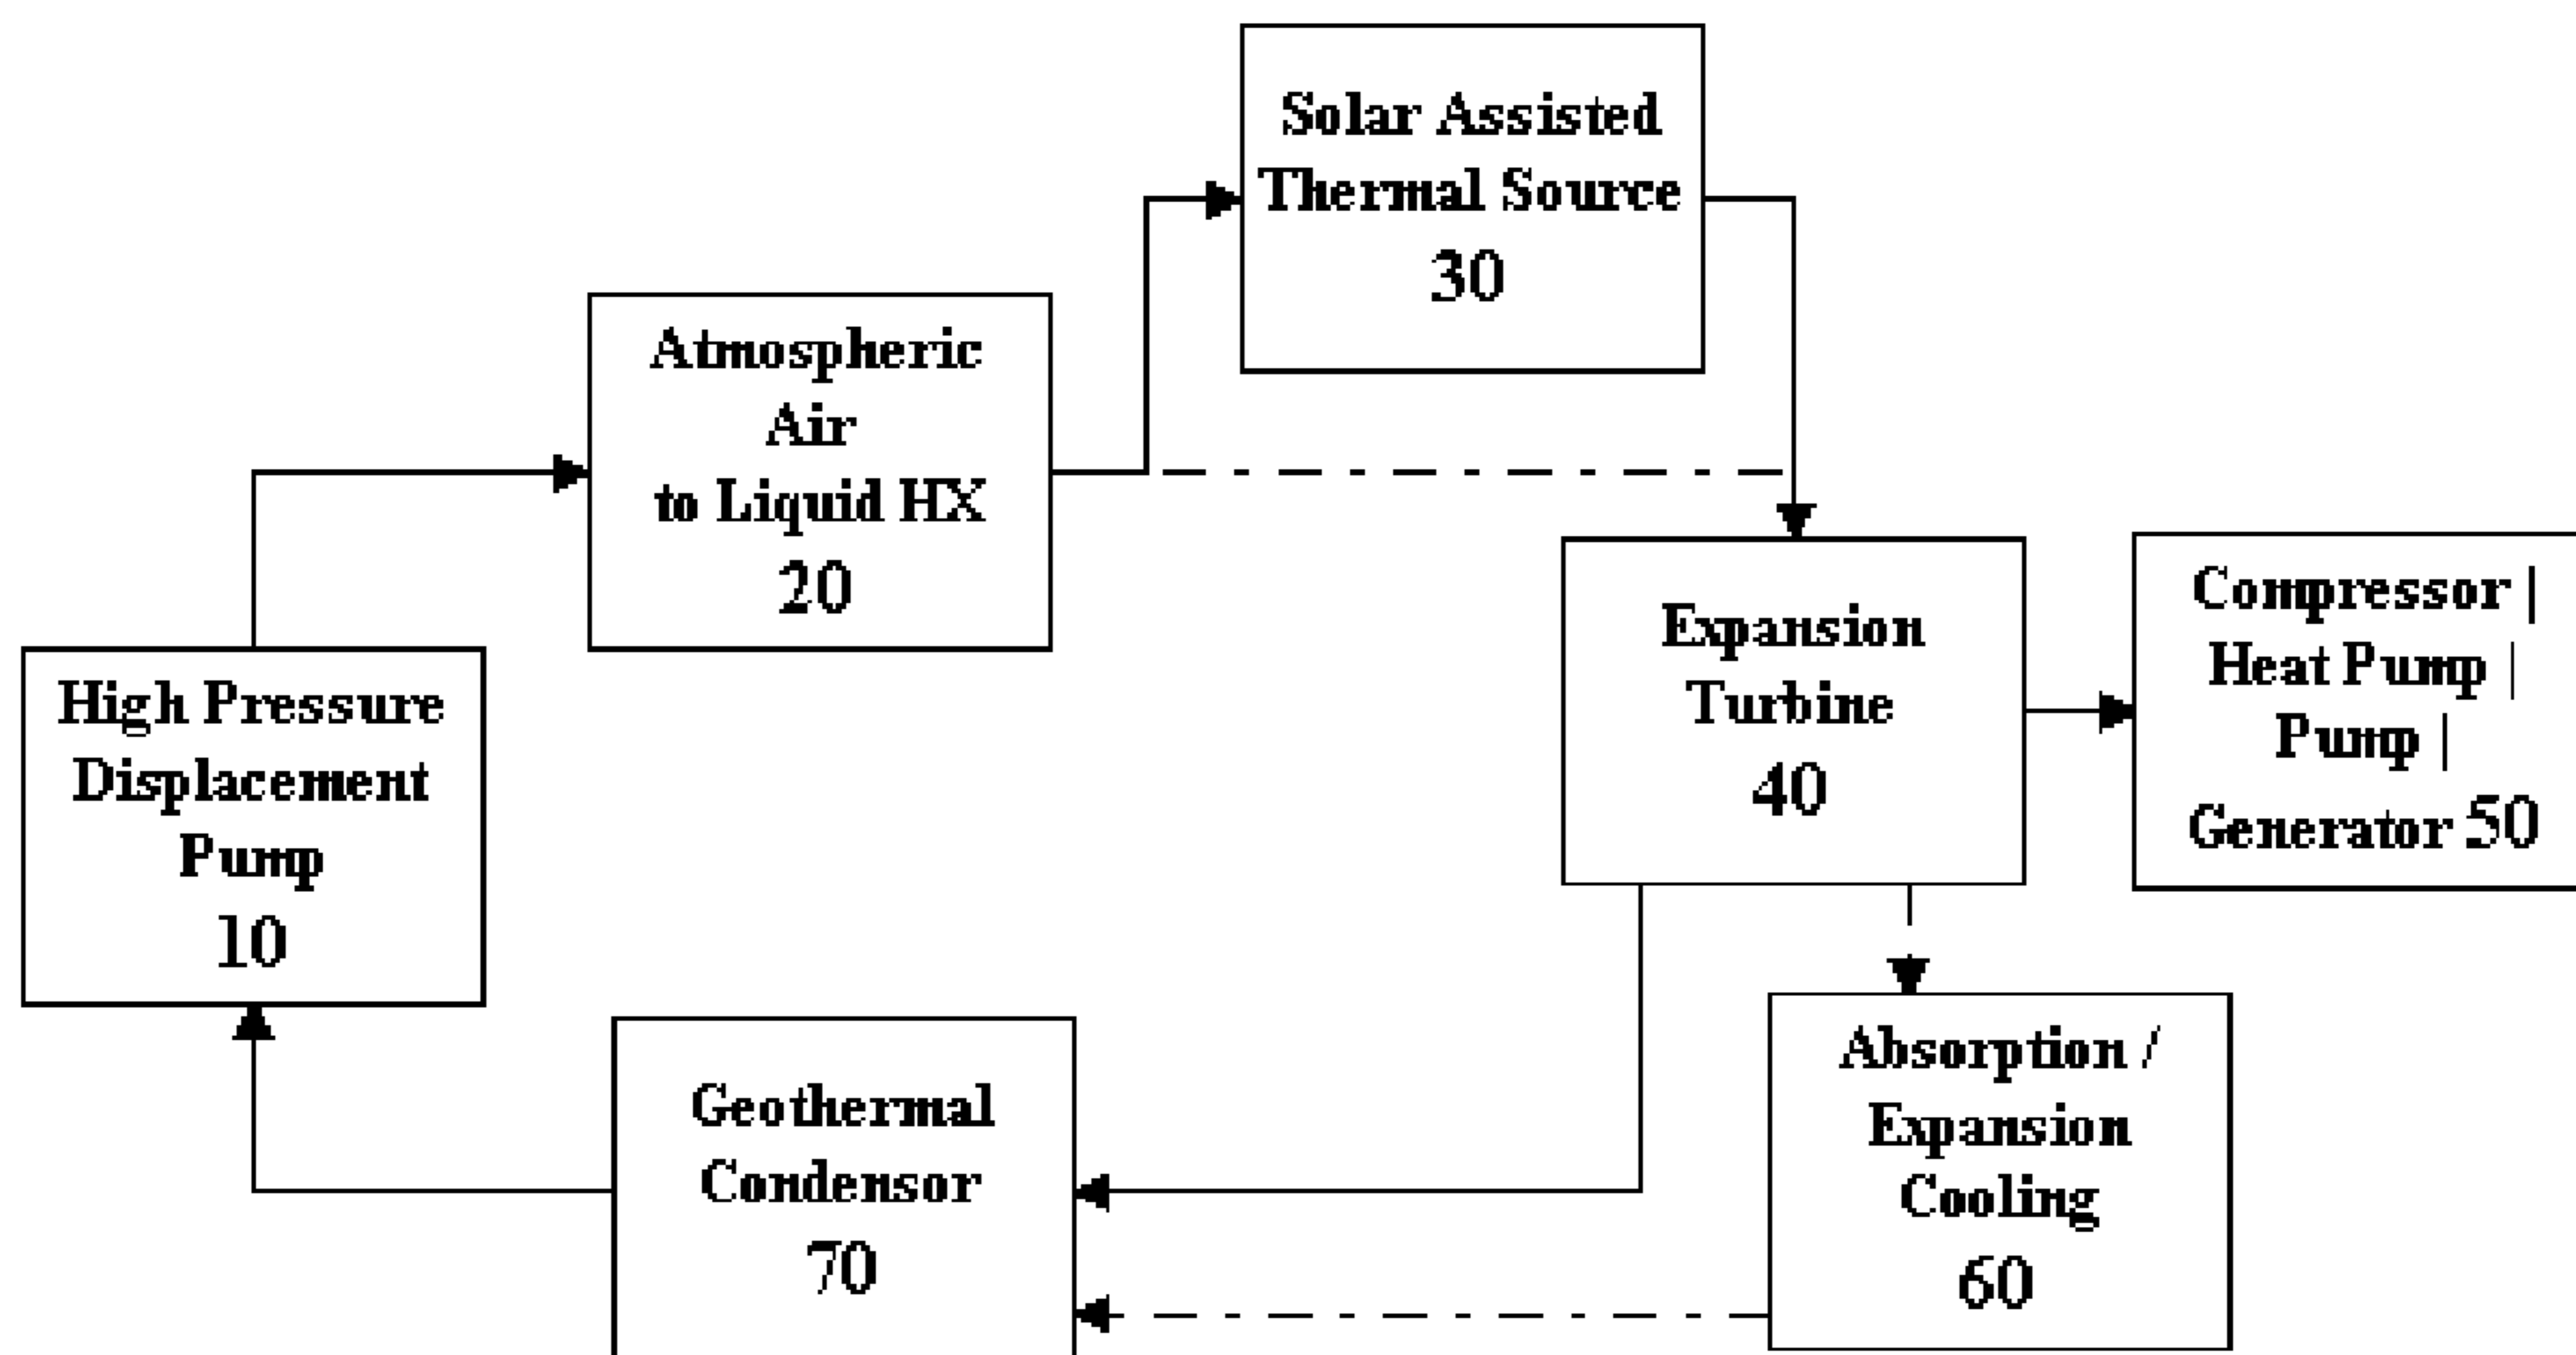 Solar Assisted
Thermal Source
30
Atmospheric
Air
to Liquid HX
20
High Pressure
Displacement
Pump
10
Expansion
Turbine
40
Compressor |
Heat Pump |
Pump |
Generator 50
Geothermal
Condensor
70
Absorption /
Expansion
Cooling
60